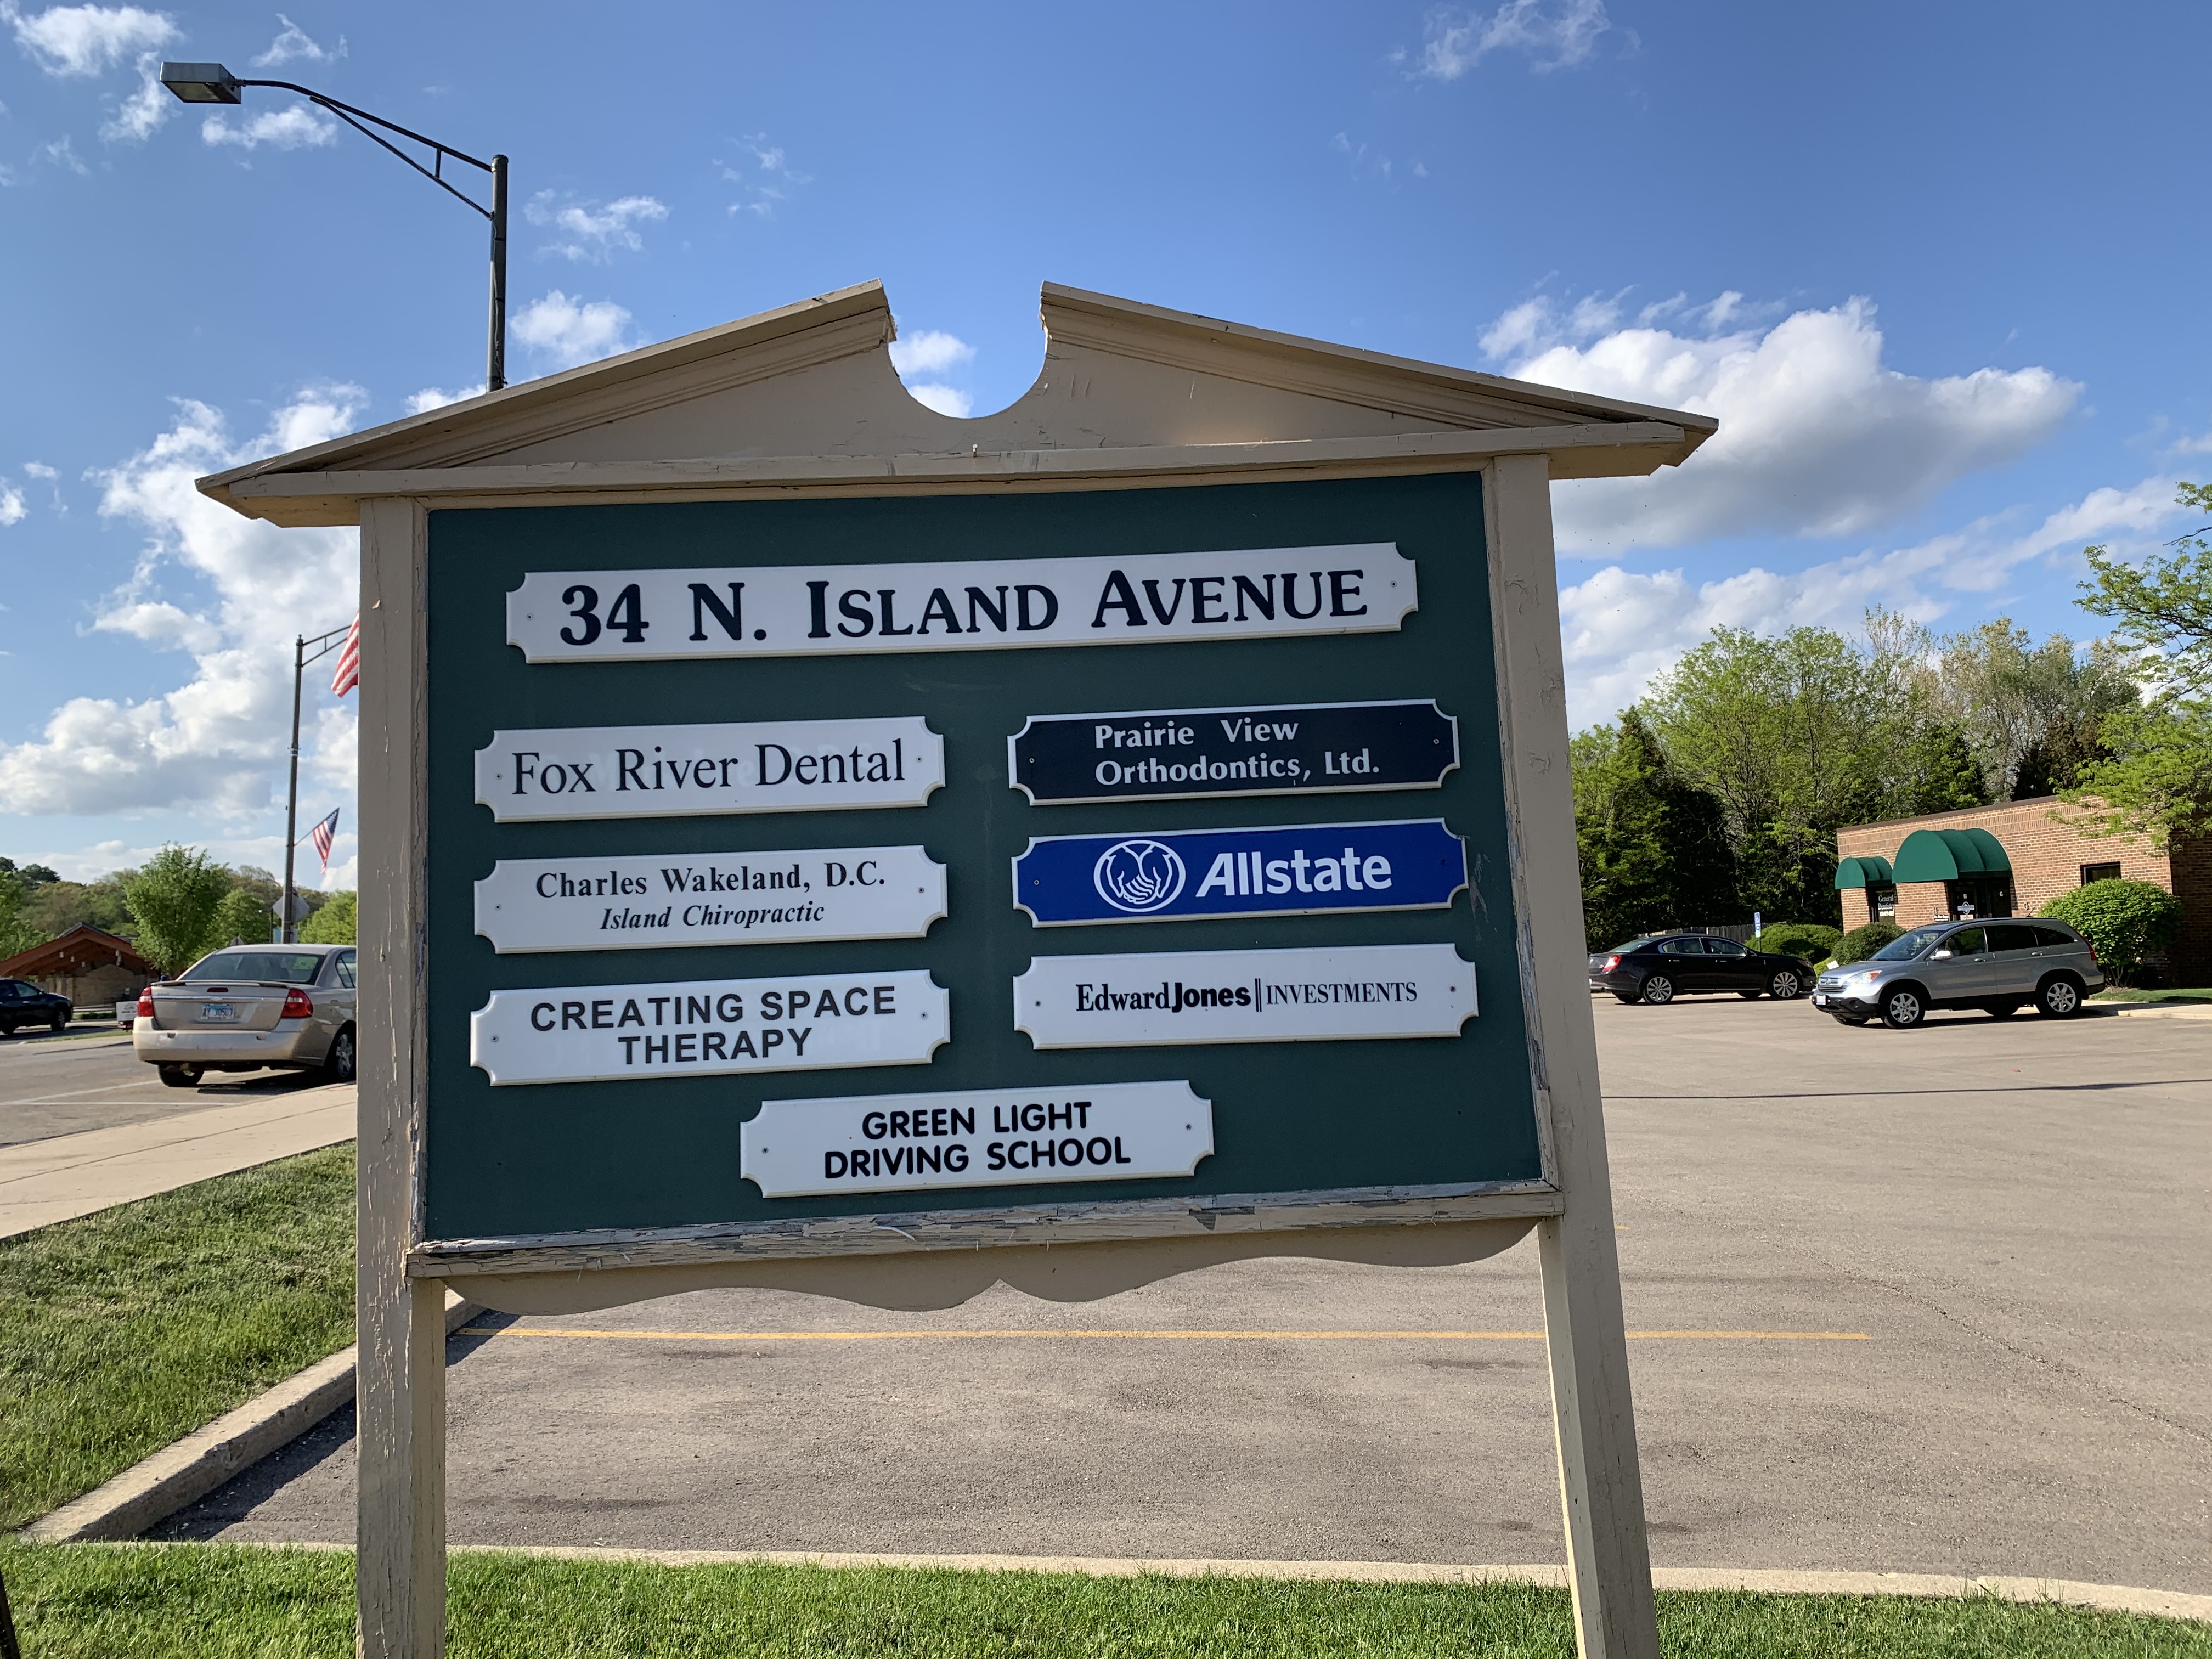 34 N. ISLAND AVENUE
Fox River Dental
Prairie View
Orthodontics, Ltd.
Charles Wakeland, D.C.
Island Chiropractic
Allstate
CREATING SPACE
THERAPY
EdwardJones INVESTMENTS
GREEN LIGHT
DRIVING SCHOOL